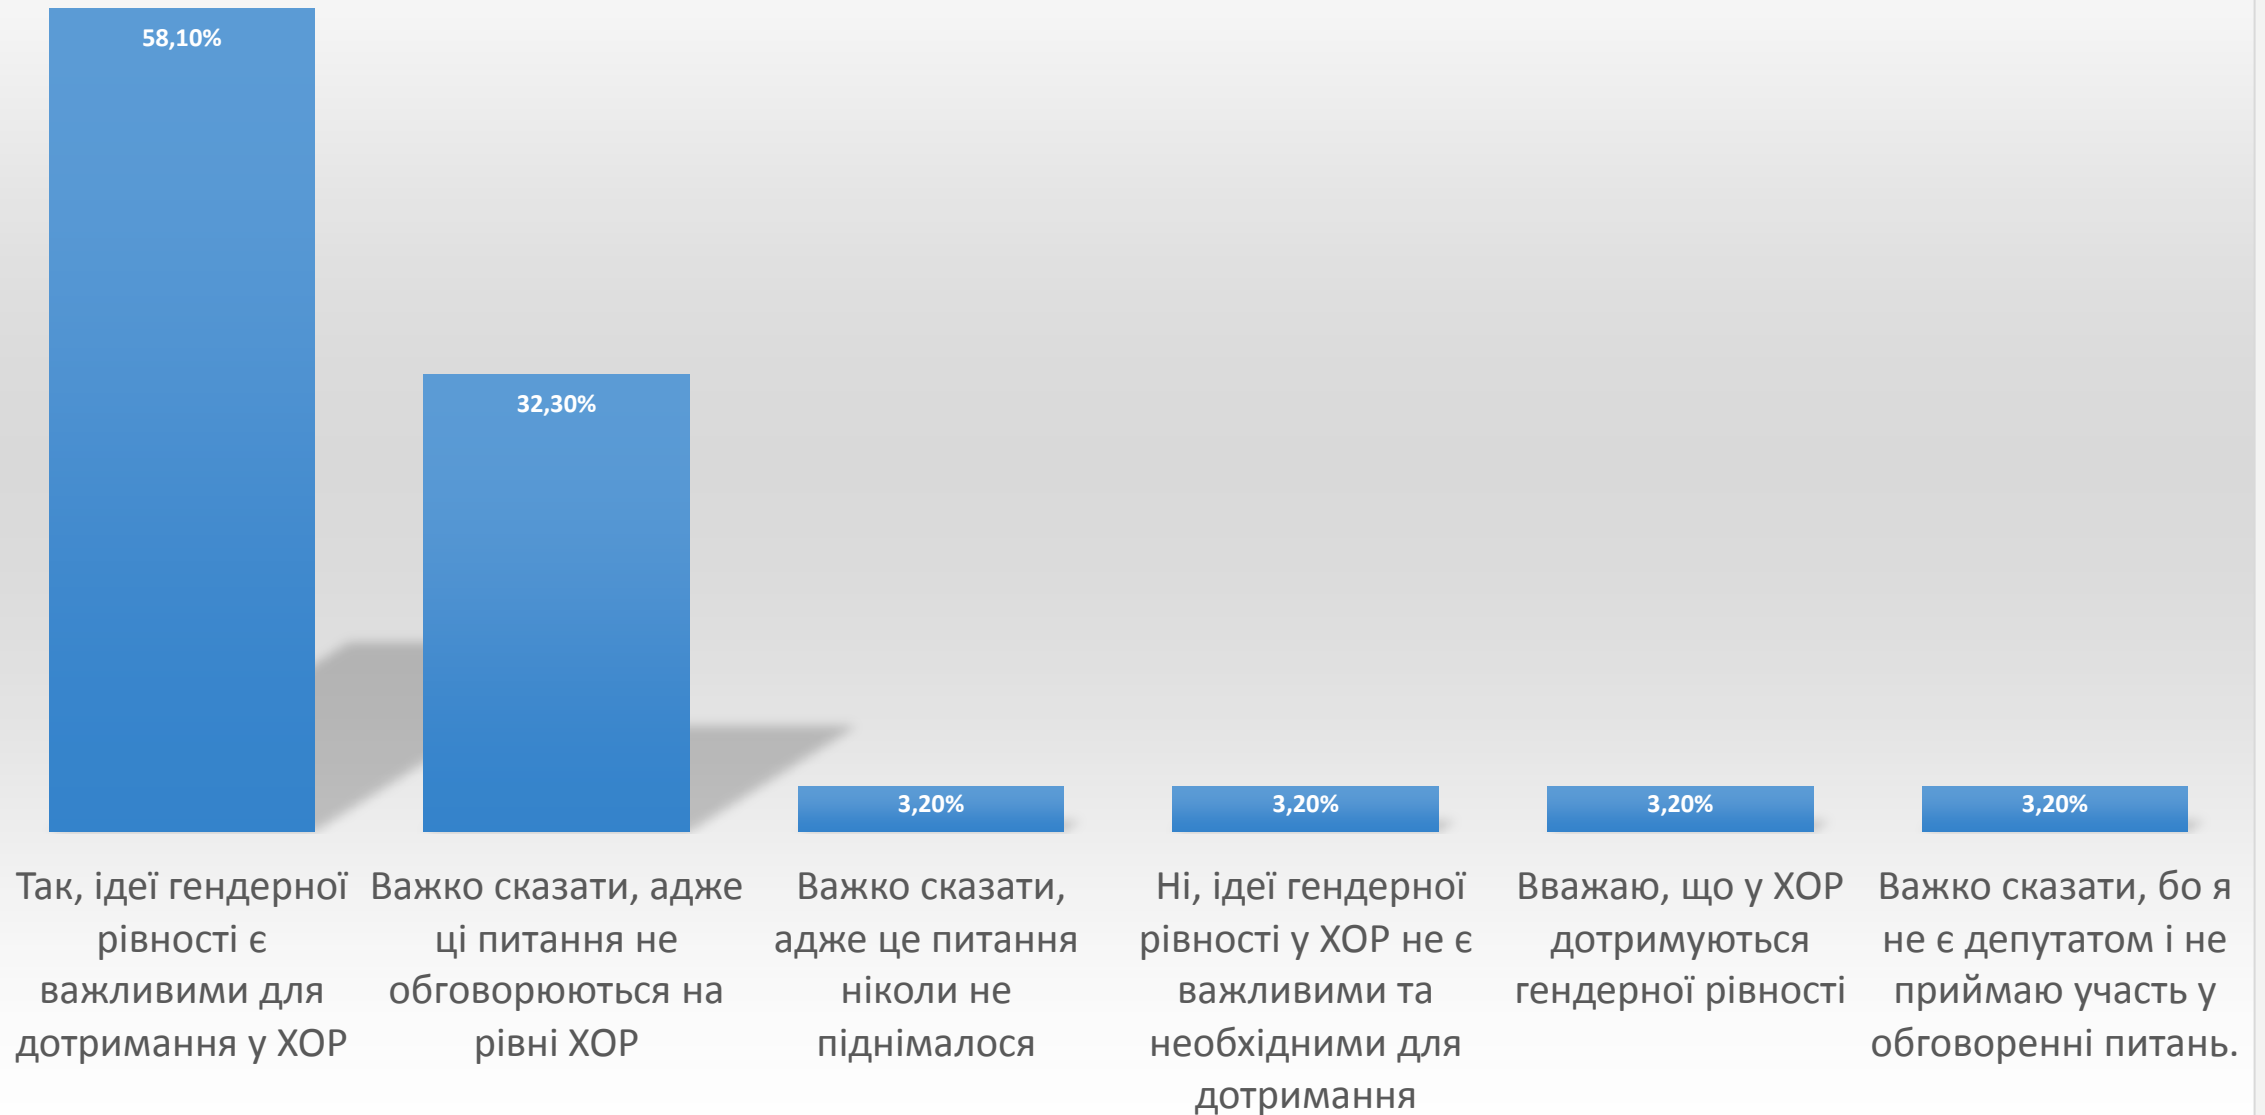 58,10%
32,30%
3,20%
3,20%
3,20%
3,20%
Так, ідеї гендерної
рівності є
важливими для
дотримання у ХОР
Важко сказати, адже
ці питання не
обговорюються на
рівні ХОР
Важко сказати,
адже це питання
ніколи не
піднімалося
Ні, ідеї гендерної
рівності у ХОР не є
важливими та
необхідними для
дотримання
Вважаю, що у ХОР
дотримуються
гендерної рівності
Важко сказати, бо я
не є депутатом і не
приймаю участь у
обговоренні питань.